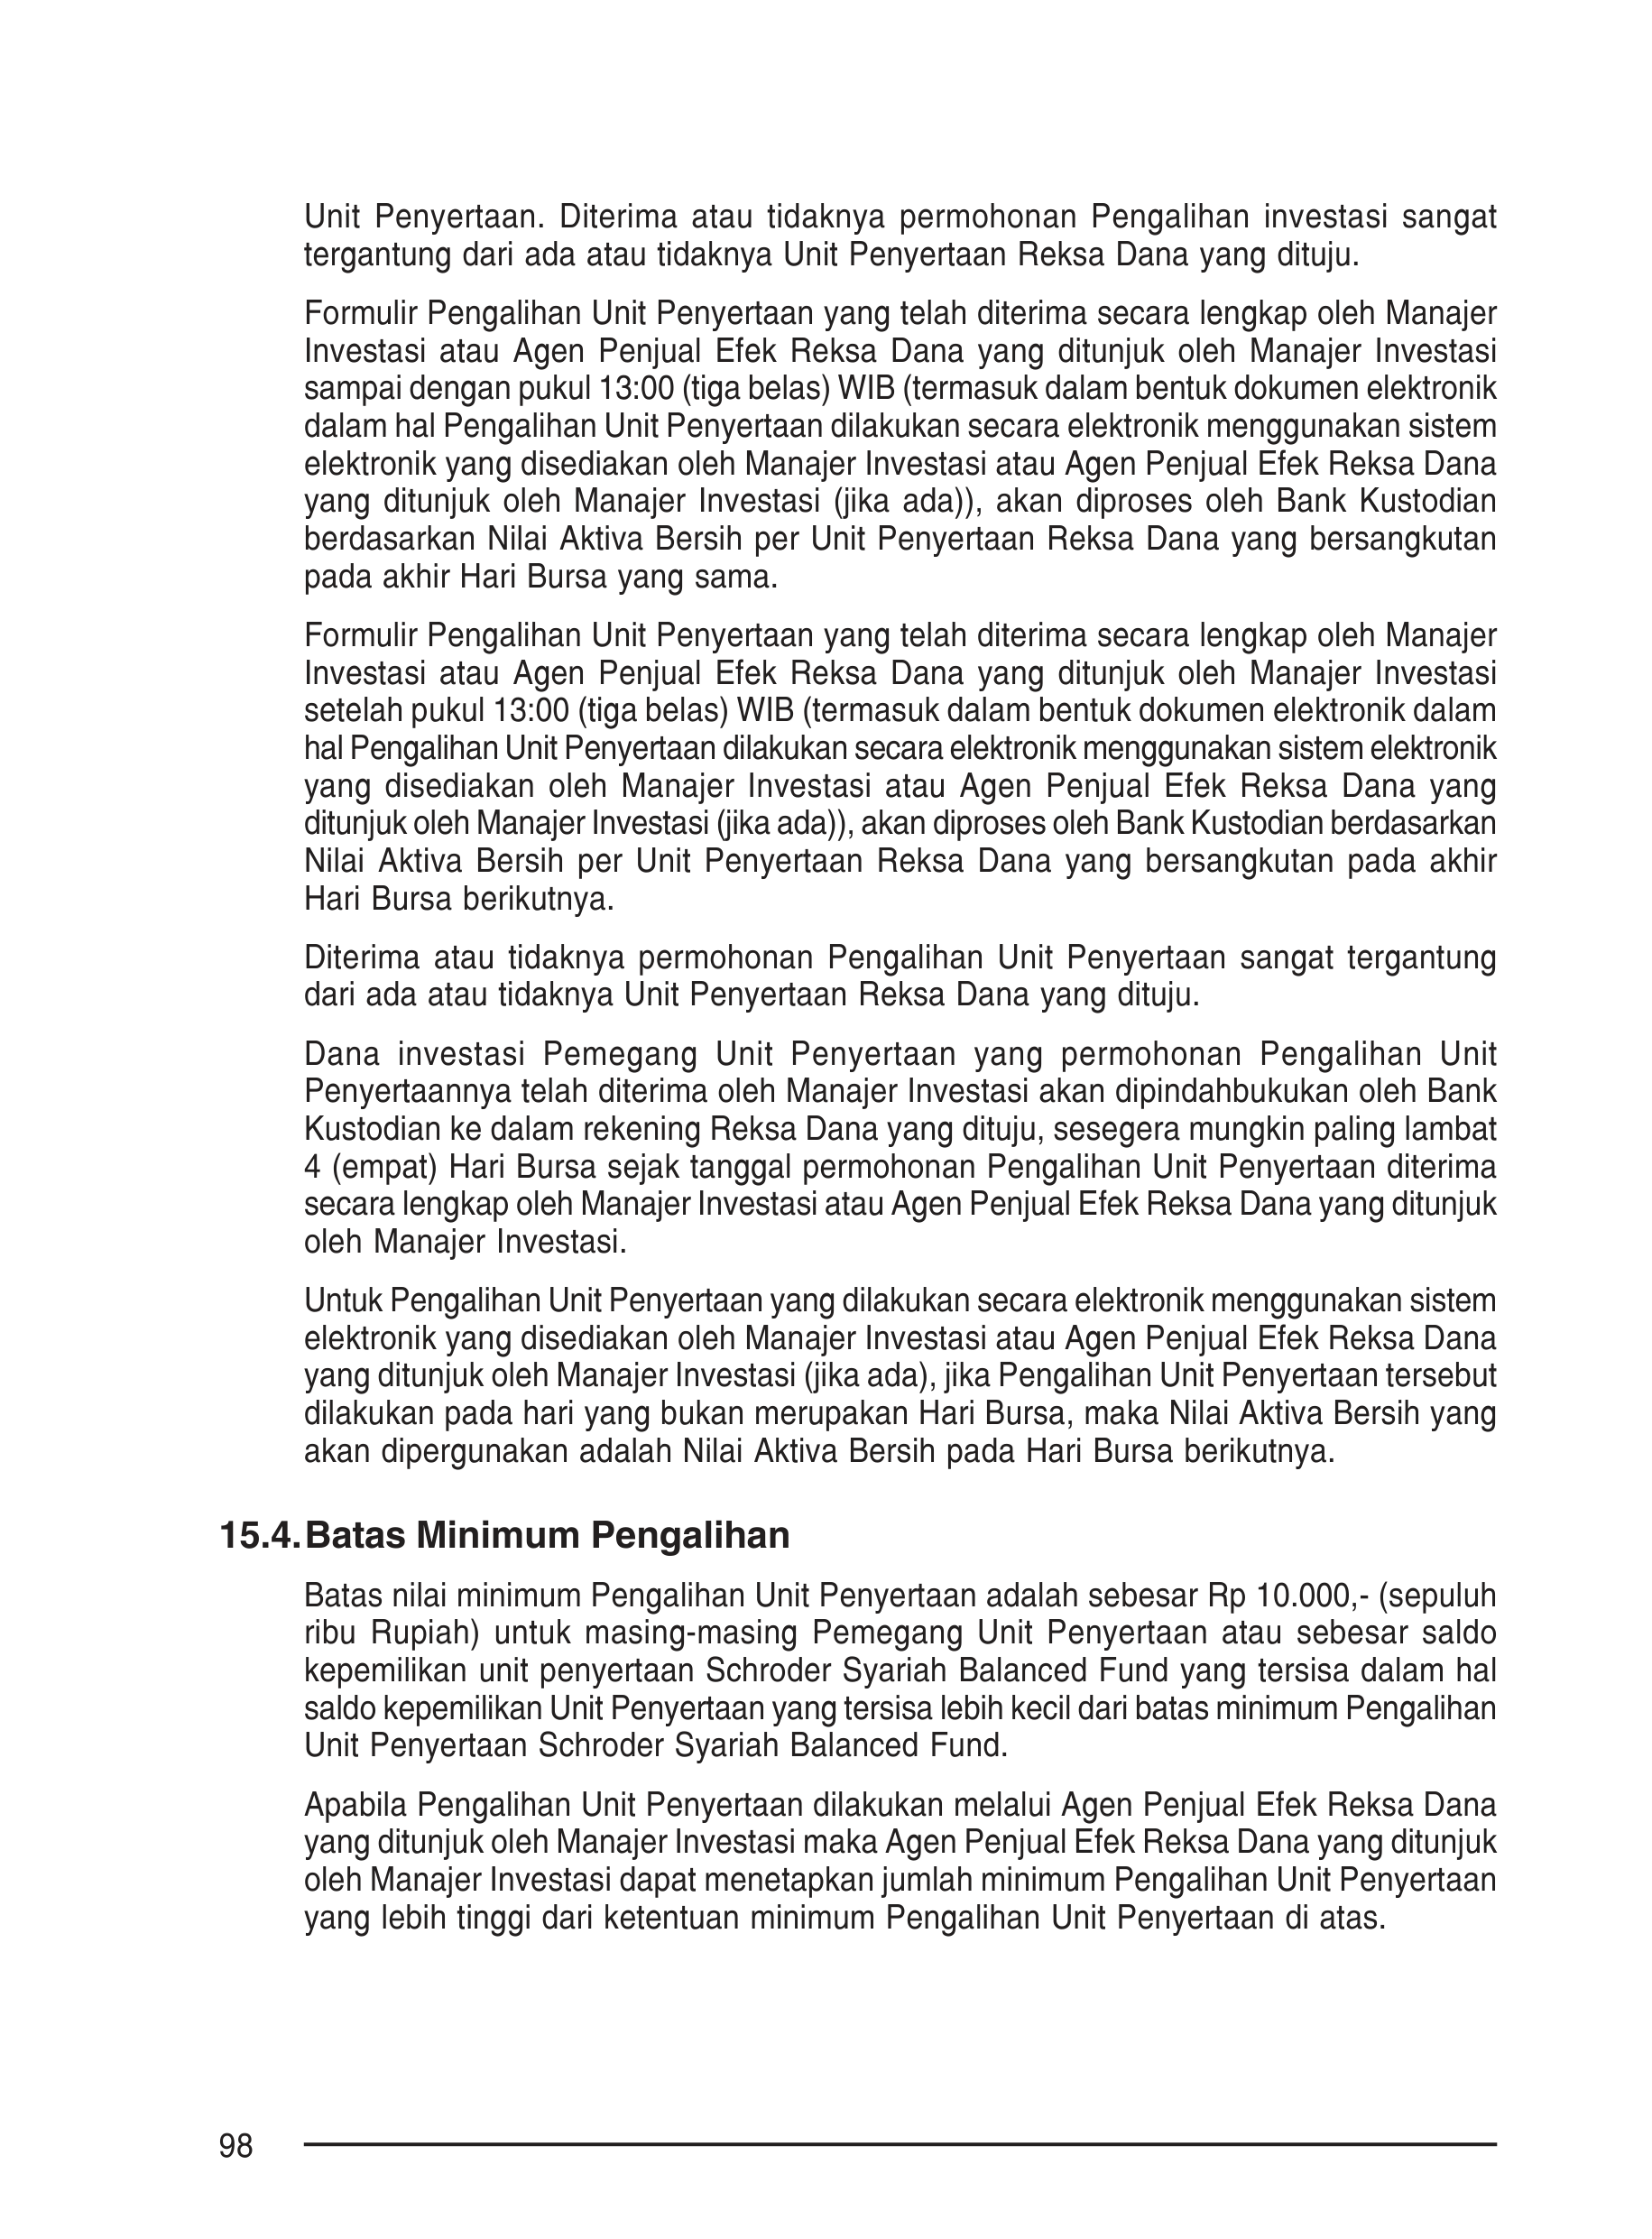 Unit Penyertaan. Diterima atau tidaknya permohonan Pengalihan investasi sangat
tergantung dari ada atau tidaknya Unit Penyertaan Reksa Dana yang dituju.
Formulir Pengalihan Unit Penyertaan yang telah diterima secara lengkap oleh Manajer
Investasi atau Agen Penjual Efek Reksa Dana yang ditunjuk oleh Manajer Investasi
sampai dengan pukul 13:00 (tiga belas) WIB (termasuk dalam bentuk dokumen elektronik
dalam hal Pengalihan Unit Penyertaan dilakukan secara elektronik menggunakan sistem
elektronik yang disediakan oleh Manajer Investasi atau Agen Penjual Efek Reksa Dana
yang ditunjuk oleh Manajer Investasi (jika ada)), akan diproses oleh Bank Kustodian
berdasarkan Nilai Aktiva Bersih per Unit Penyertaan Reksa Dana yang bersangkutan
pada akhir Hari Bursa yang sama.
Formulir Pengalihan Unit Penyertaan yang telah diterima secara lengkap oleh Manajer
Investasi atau Agen Penjual Efek Reksa Dana yang ditunjuk oleh Manajer Investasi
setelah pukul 13:00 (tiga belas) WIB (termasuk dalam bentuk dokumen elektronik dalam
hal Pengalihan Unit Penyertaan dilakukan secara elektronik menggunakan sistem elektronik
yang disediakan oleh Manajer Investasi atau Agen Penjual Efek Reksa Dana yang
ditunjuk oleh Manajer Investasi (jika ada)), akan diproses oleh Bank Kustodian berdasarkan
Nilai Aktiva Bersih per Unit Penyertaan Reksa Dana yang bersangkutan pada akhir
Hari Bursa berikutnya.
Diterima atau tidaknya permohonan Pengalihan Unit Penyertaan sangat tergantung
dari ada atau tidaknya Unit Penyertaan Reksa Dana yang dituju.
Dana investasi Pemegang Unit Penyertaan yang permohonan Pengalihan Unit
Penyertaannya telah diterima oleh Manajer Investasi akan dipindahbukukan oleh Bank
Kustodian ke dalam rekening Reksa Dana yang dituju, sesegera mungkin paling lambat
4 (empat) Hari Bursa sejak tanggal permohonan Pengalihan Unit Penyertaan diterima
secara lengkap oleh Manajer Investasi atau Agen Penjual Efek Reksa Dana yang ditunjuk
oleh Manajer Investasi.
Untuk Pengalihan Unit Penyertaan yang dilakukan secara elektronik menggunakan sistem
elektronik yang disediakan oleh Manajer Investasi atau Agen Penjual Efek Reksa Dana
yang ditunjuk oleh Manajer Investasi (jika ada), jika Pengalihan Unit Penyertaan tersebut
dilakukan pada hari yang bukan merupakan Hari Bursa, maka Nilai Aktiva Bersih yang
akan dipergunakan adalah Nilai Aktiva Bersih pada Hari Bursa berikutnya.
15.4. Batas Minimum Pengalihan
Batas nilai minimum Pengalihan Unit Penyertaan adalah sebesar Rp 10.000,- (sepuluh
ribu Rupiah) untuk masing-masing Pemegang Unit Penyertaan atau sebesar saldo
kepemilikan unit penyertaan Schroder Syariah Balanced Fund yang tersisa dalam hal
saldo kepemilikan Unit Penyertaan yang tersisa lebih kecil dari batas minimum Pengalihan
Unit Penyertaan Schroder Syariah Balanced Fund.
Apabila Pengalihan Unit Penyertaan dilakukan melalui Agen Penjual Efek Reksa Dana
yang ditunjuk oleh Manajer Investasi maka Agen Penjual Efek Reksa Dana yang ditunjuk
oleh Manajer Investasi dapat menetapkan jumlah minimum Pengalihan Unit Penyertaan
yang lebih tinggi dari ketentuan minimum Pengalihan Unit Penyertaan di atas.
98